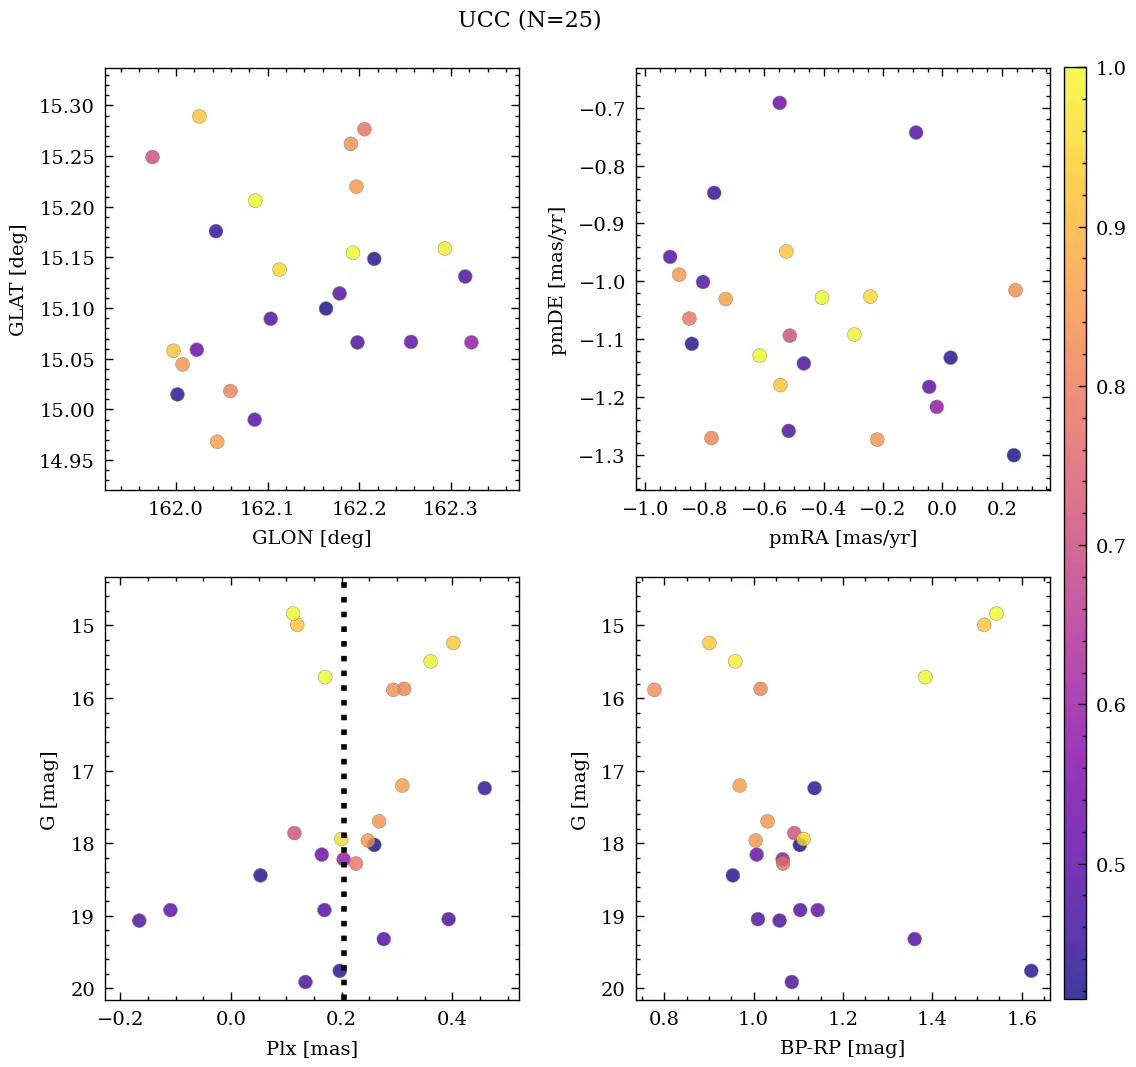 UCC (N=25)
15.30
15.25
15.20
15.15
15.10
15.05
15.00
14.95
GLAT [deg]
162.0 162.1 162.2 162.3
GLON [deg]
−0.7
−0.8
−0.9
−1.0
−1.1
−1.2
−1.3
pmDE [mas/yr]
−1.0 −0.8 −0.6 −0.4 −0.2 0.0 0.2
pmRA [mas/yr]
15
16
17
18
19
20
G [mag]
−0.2 0.0 0.2 0.4
Plx [mas]
15
16
17
18
19
20
G [mag]
0.8 1.0 1.2 1.4 1.6
BP-RP [mag]
1.0
0.9
0.8
0.7
0.6
0.5